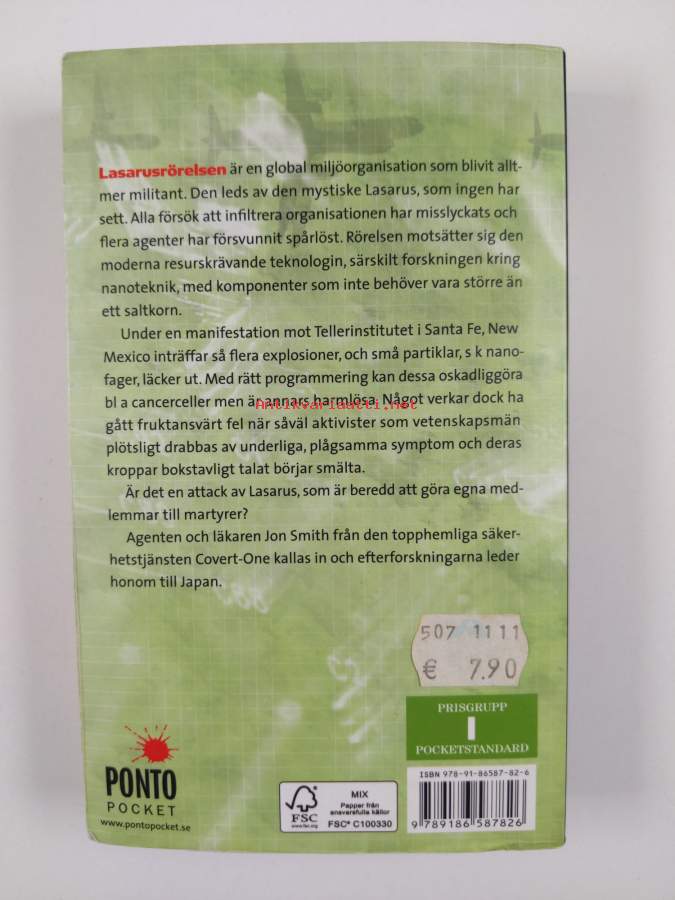 Lasarusrörelsen är en global miljöorganisation som blivit allt-
mer militant. Den leds av den mystiske Lasarus, som ingen har
sett. Alla försök att infiltrera organisationen har misslyckats och
flera agenter har försvunnit spårlöst. Rörelsen motsätter sig den
moderna resurskrävande teknologin, särskilt forskningen kring
nanoteknik, med komponenter som inte behöver vara större än
ett saltkorn.
Under en manifestation mot Tellerinstitutet i Santa Fe, New
Mexico inträffar så flera explosioner, och små partiklar, s k nano-
fager, läcker ut. Med rätt programmering kan dessa oskadliggöra
bl a cancerceller men är annars harmlösa. Något verkar dock ha
Antikvariaatti.net
gått fruktansvärt fel när såväl aktivister som vetenskapsmän
plötsligt drabbas av underliga, plågsamma symptom och deras
kroppar bokstavligt talat börjar smälta.
Är det en attack av Lasarus, som är beredd att göra egna med-
lemmar till martyrer?
Agenten och läkaren Jon Smith från den topphemliga säker-
hetstjänsten Covert-One kallas in och efterforskningarna leder
honom till Japan.
507 1111
€ 7.90
PRISGRUPP
I
POCKETSTANDARD
ISBN 978-91-86587-82-6
9 789186 587826
PONTO
POCKET
www.pontopocket.se
FSC
www.fsc.org
MIX
Papper från
ansvarsfulla källor
FSC® C100330